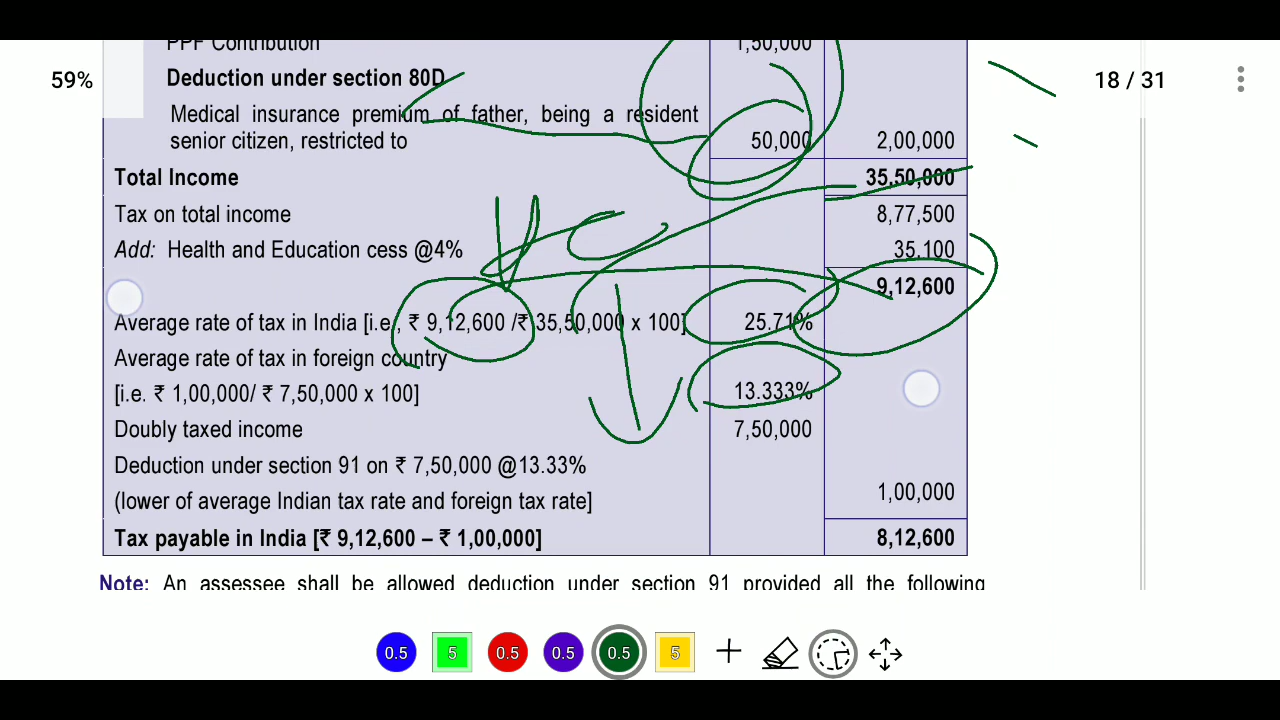 PPF Contribution 1,50,000
59%
Deduction under section 80D
18 / 31
Medical insurance premium of father, being a resident
senior citizen, restricted to 50,000 2,00,000
Total Income 35,50,000
Tax on total income 8,77,500
Add: Health and Education cess @4% 35,100
9,12,600
Average rate of tax in India [i.e., ₹ 9,12,600 /₹ 35,50,000 x 100] 25.71%
Average rate of tax in foreign country
[i.e. ₹ 1,00,000/ ₹ 7,50,000 x 100] 13.333%
Doubly taxed income 7,50,000
Deduction under section 91 on ₹ 7,50,000 @13.33%
(lower of average Indian tax rate and foreign tax rate] 1,00,000
Tax payable in India [₹ 9,12,600 – ₹ 1,00,000] 8,12,600
Note: An assessee shall be allowed deduction under section 91 provided all the following
0.5 5 0.5 0.5 0.5 5